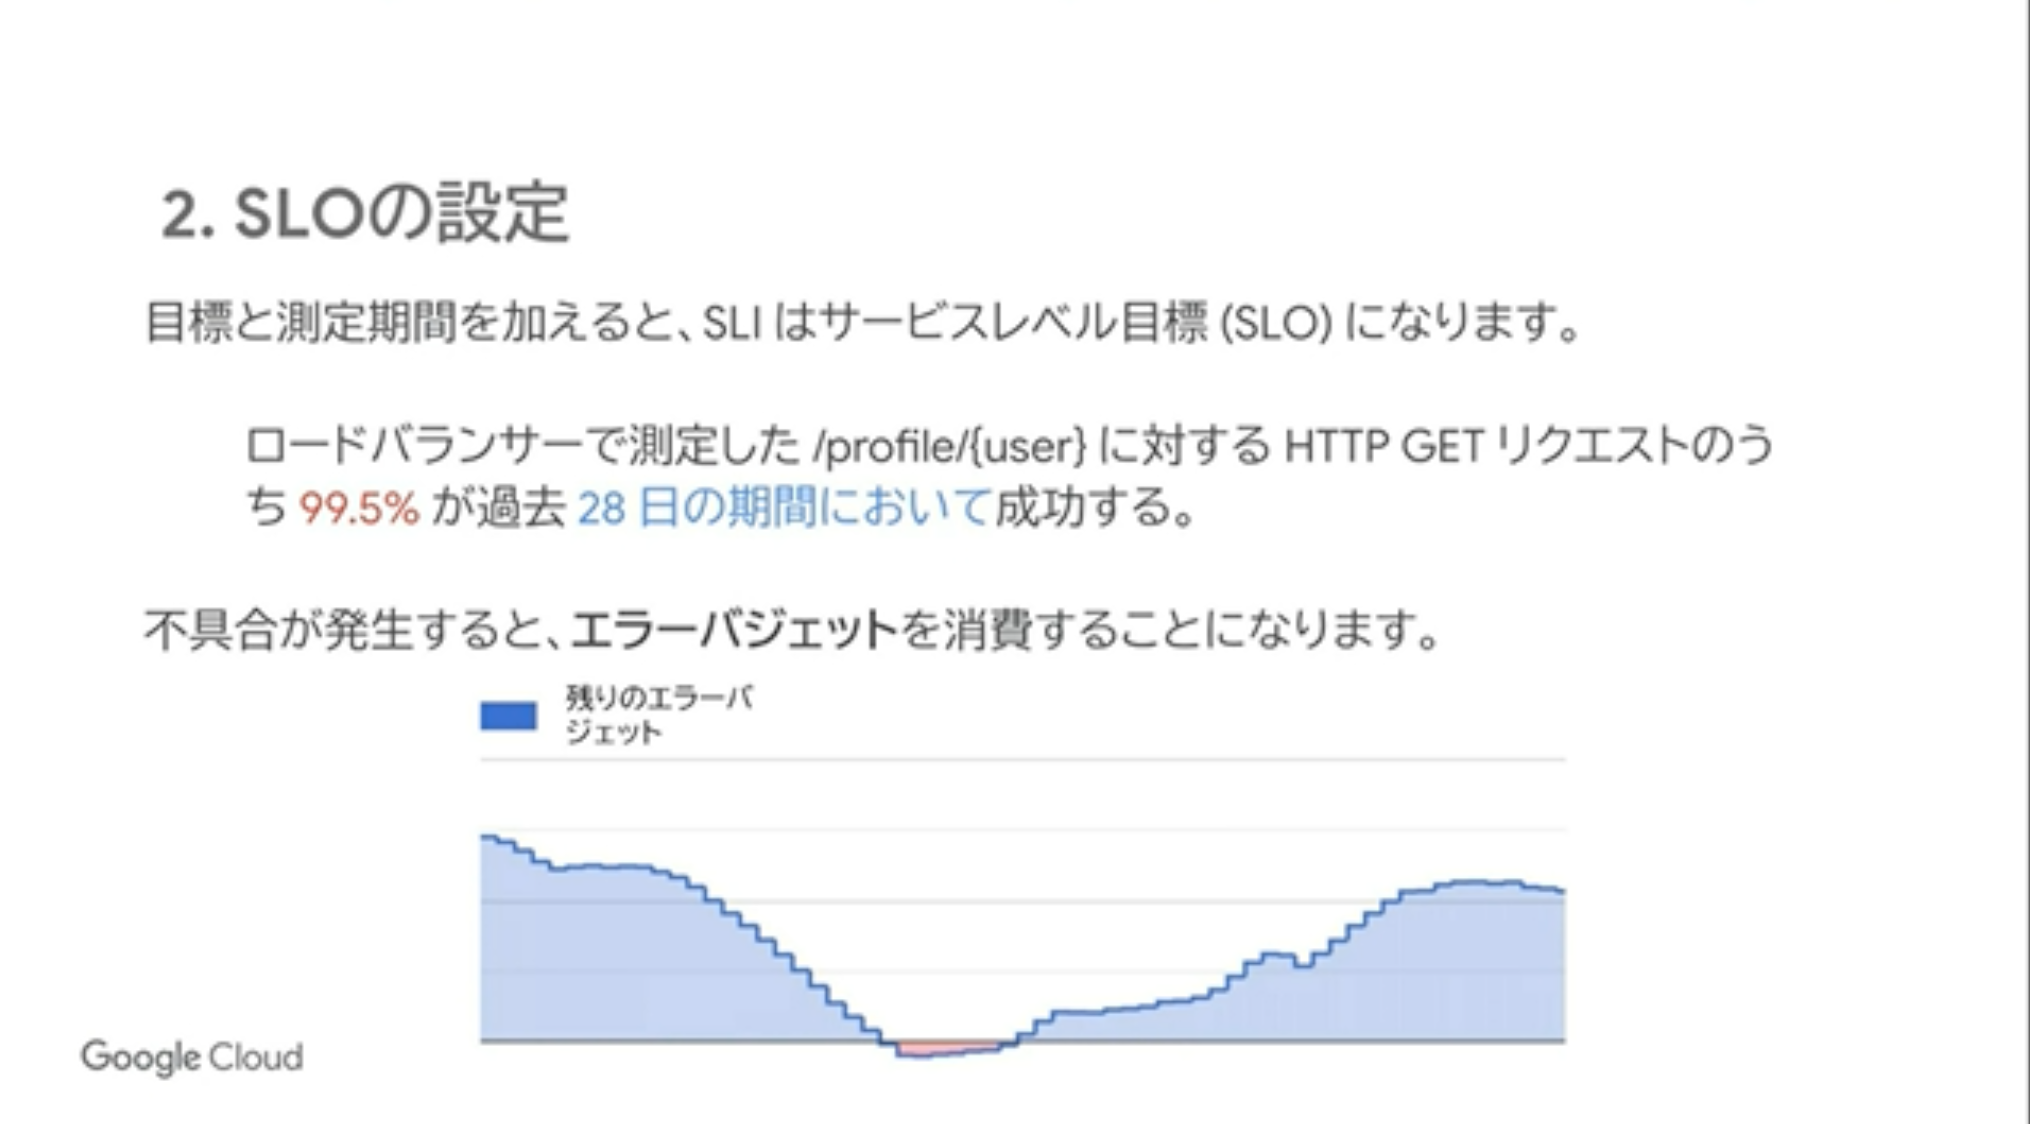 2. SLOの設定
目標と測定期間を加えると、SLI はサービスレベル目標 (SLO) になります。
ロードバランサーで測定した /profile/{user} に対する HTTP GET リクエストのう
ち 99.5% が過去 28 日の期間において成功する。
不具合が発生すると、エラーバジェットを消費することになります。
残りのエラーバ
ジェット
Google Cloud